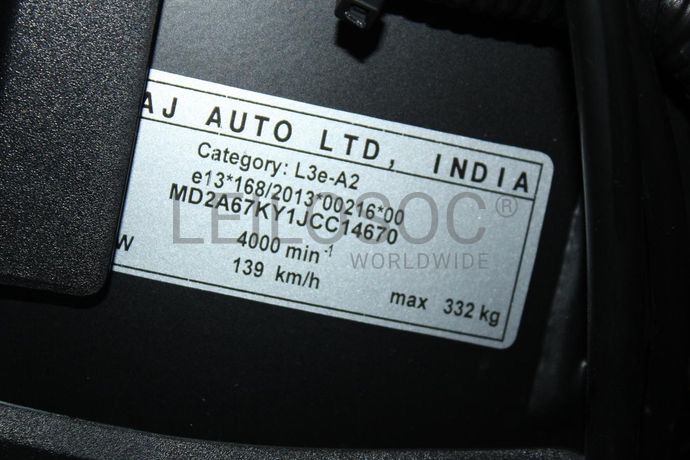 AJ AUTO LTD, INDIA
Category: L3e-A2
e13*168/2013*00216*00
MD2A67KY1JCC14670
W 4000 min-1
139 km/h
max 332 kg
LEILOSOC®
WORLDWIDE